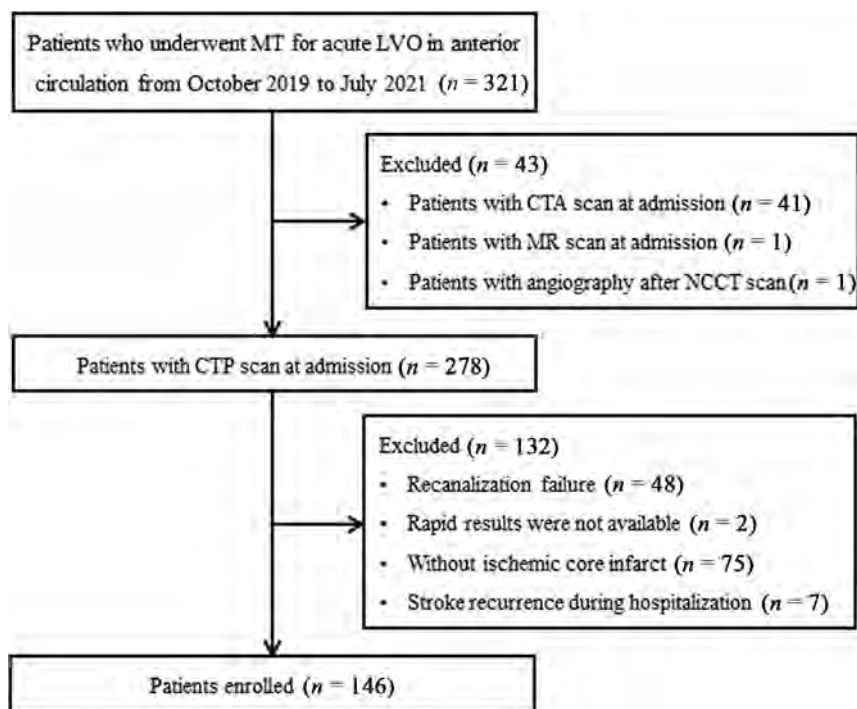 Patients who underwent MT for acute LVO in anterior
circulation from October 2019 to July 2021 (n = 321)
Excluded (n = 43)
• Patients with CTA scan at admission (n = 41)
• Patients with MR scan at admission (n = 1)
• Patients with angiography after NCCT scan (n = 1)
Patients with CTP scan at admission (n = 278)
Excluded (n = 132)
• Recanalization failure (n = 48)
• Rapid results were not available (n = 2)
• Without ischemic core infarct (n = 75)
• Stroke recurrence during hospitalization (n = 7)
Patients enrolled (n = 146)